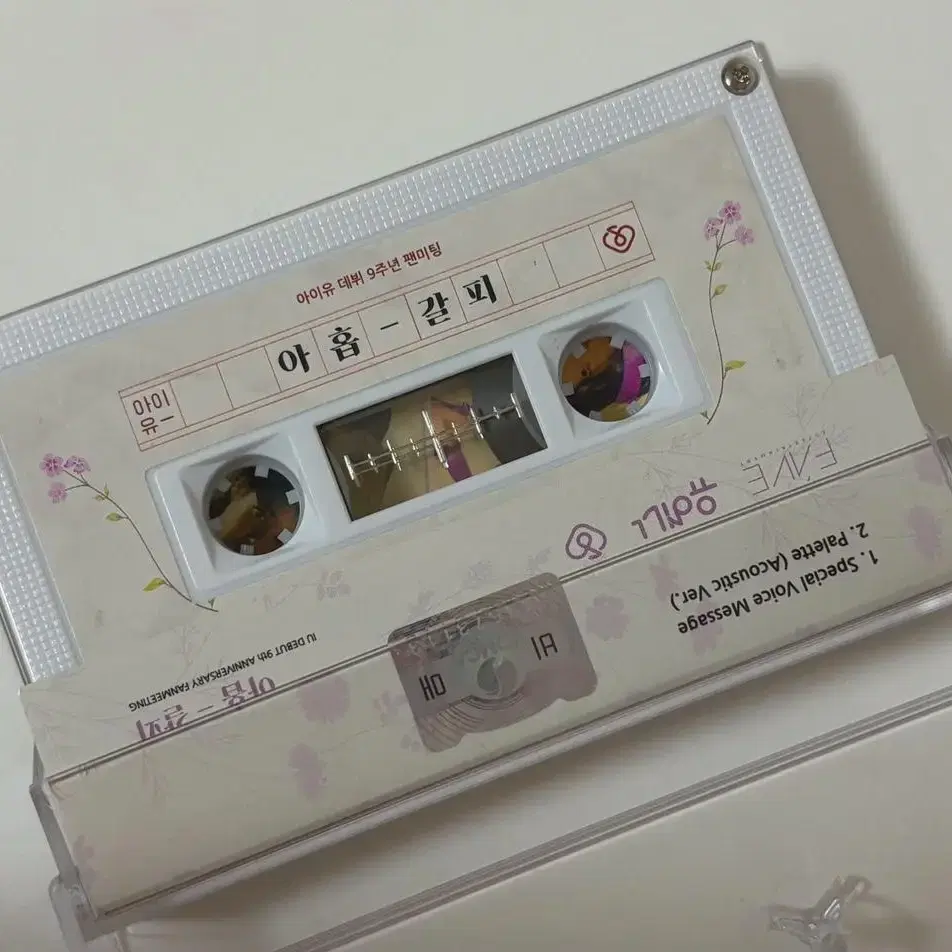 아이유 데뷔 9주년 팬미팅
아이유
아홉 - 갈피
1. Special Voice Message
2. Palette (Acoustic Ver.)
유애나
FAVE
ENTERTAINMENT
아홉 - 갈피
IU DEBUT 9th ANNIVERSARY FANMEETING